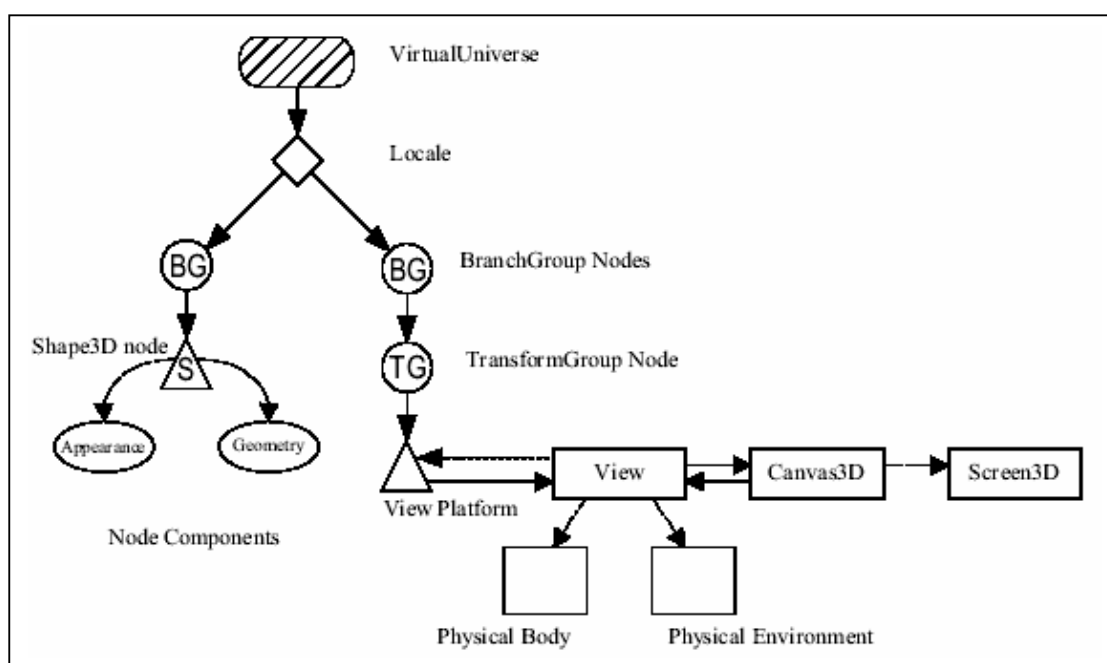 VirtualUniverse
Locale
BG
BG
BranchGroup Nodes
Shape3D node
S
TG
TransformGroup Node
Appearance
Geometry
View
Canvas3D
Screen3D
View Platform
Node Components
Physical Body
Physical Environment